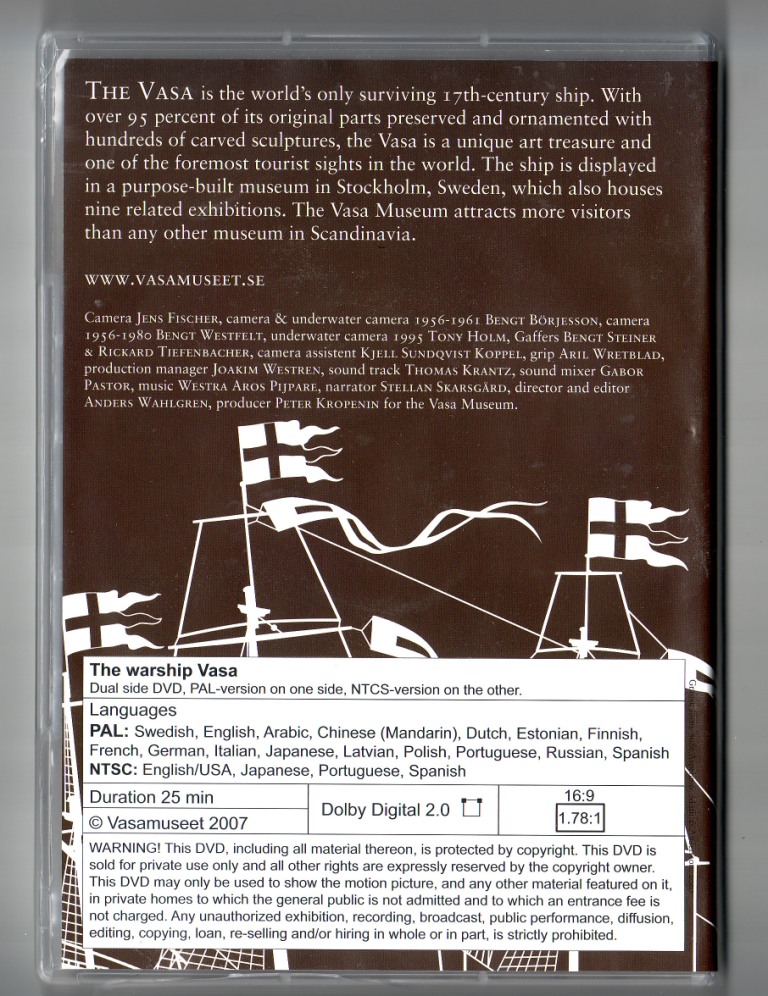 THE VASA is the world's only surviving 17th-century ship. With
over 95 percent of its original parts preserved and ornamented with
hundreds of carved sculptures, the Vasa is a unique art treasure and
one of the foremost tourist sights in the world. The ship is displayed
in a purpose-built museum in Stockholm, Sweden, which also houses
nine related exhibitions. The Vasa Museum attracts more visitors
than any other museum in Scandinavia.
WWW.VASAMUSEET.SE
Camera JENS FISCHER, camera & underwater camera 1956-1961 BENGT BÖRJESSON, camera
1956-1980 BENGT WESTFELT, underwater camera 1995 TONY HOLM, Gaffers BENGT STEINER
& RICKARD TIEFENBACHER, camera assistent KJELL SUNDQVIST KOPPEL, grip ARIL WRETBLAD,
production manager JOAKIM WESTREN, sound track THOMAS KRANTZ, sound mixer GABOR
PASTOR, music WESTRA AROS PIJPARE, narrator STELLAN SKARSGÅRD, director and editor
ANDERS WAHLGREN, producer PETER KROPENIN for the Vasa Museum.
The warship Vasa
Dual side DVD, PAL-version on one side, NTCS-version on the other.
Languages
PAL: Swedish, English, Arabic, Chinese (Mandarin), Dutch, Estonian, Finnish,
French, German, Italian, Japanese, Latvian, Polish, Portuguese, Russian, Spanish
NTSC: English/USA, Japanese, Portuguese, Spanish
Duration 25 min
© Vasamuseet 2007
Dolby Digital 2.0
16:9
1.78:1
WARNING! This DVD, including all material thereon, is protected by copyright. This DVD is
sold for private use only and all other rights are expressly reserved by the copyright owner.
This DVD may only be used to show the motion picture, and any other material featured on it,
in private homes to which the general public is not admitted and to which an entrance fee is
not charged. Any unauthorized exhibition, recording, broadcast, public performance, diffusion,
editing, copying, loan, re-selling and/or hiring in whole or in part, is strictly prohibited.